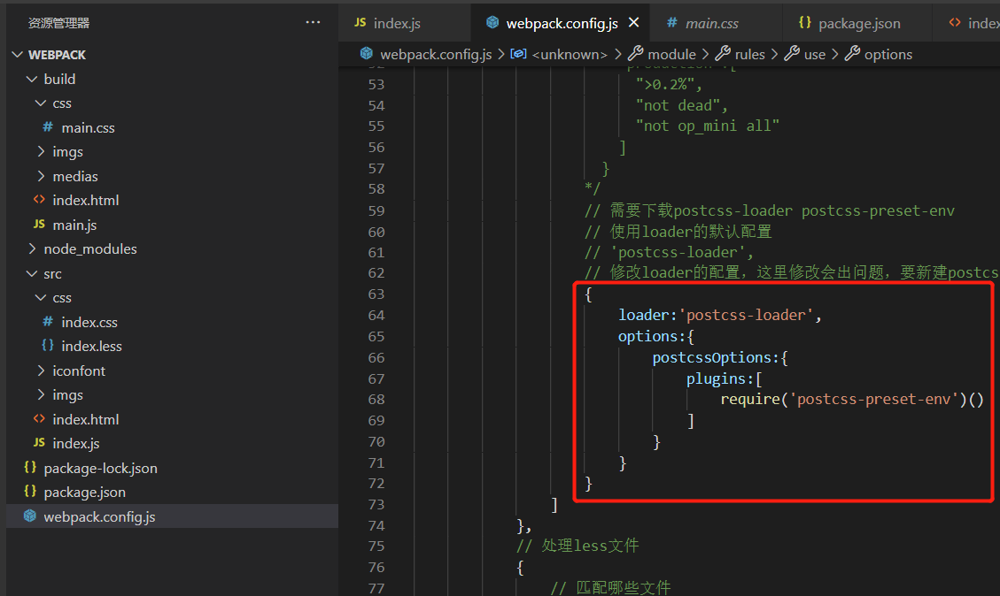 资源管理器 ···
WEBPACK
build
css
# main.css
imgs
medias
<> index.html
JS main.js
node_modules
src
css
# index.css
{} index.less
iconfont
imgs
<> index.html
JS index.js
{} package-lock.json
{} package.json
webpack.config.js
JS index.js
webpack.config.js ×
# main.css
{} package.json
<> index
webpack.config.js > <unknown> > module > rules > use > options
53 ">0.2%",
54 "not dead",
55 "not op_mini all"
56 ]
57 }
58 */
59 // 需要下载postcss-loader postcss-preset-env
60 // 使用loader的默认配置
61 // 'postcss-loader',
62 // 修改loader的配置，这里修改会出问题，要新建postcs
63 {
64 loader:'postcss-loader',
65 options:{
66 postcssOptions:{
67 plugins:[
68 require('postcss-preset-env')()
69 ]
70 }
71 }
72 }
73 ]
74 },
75 // 处理less文件
76 {
77 // 匹配哪些文件